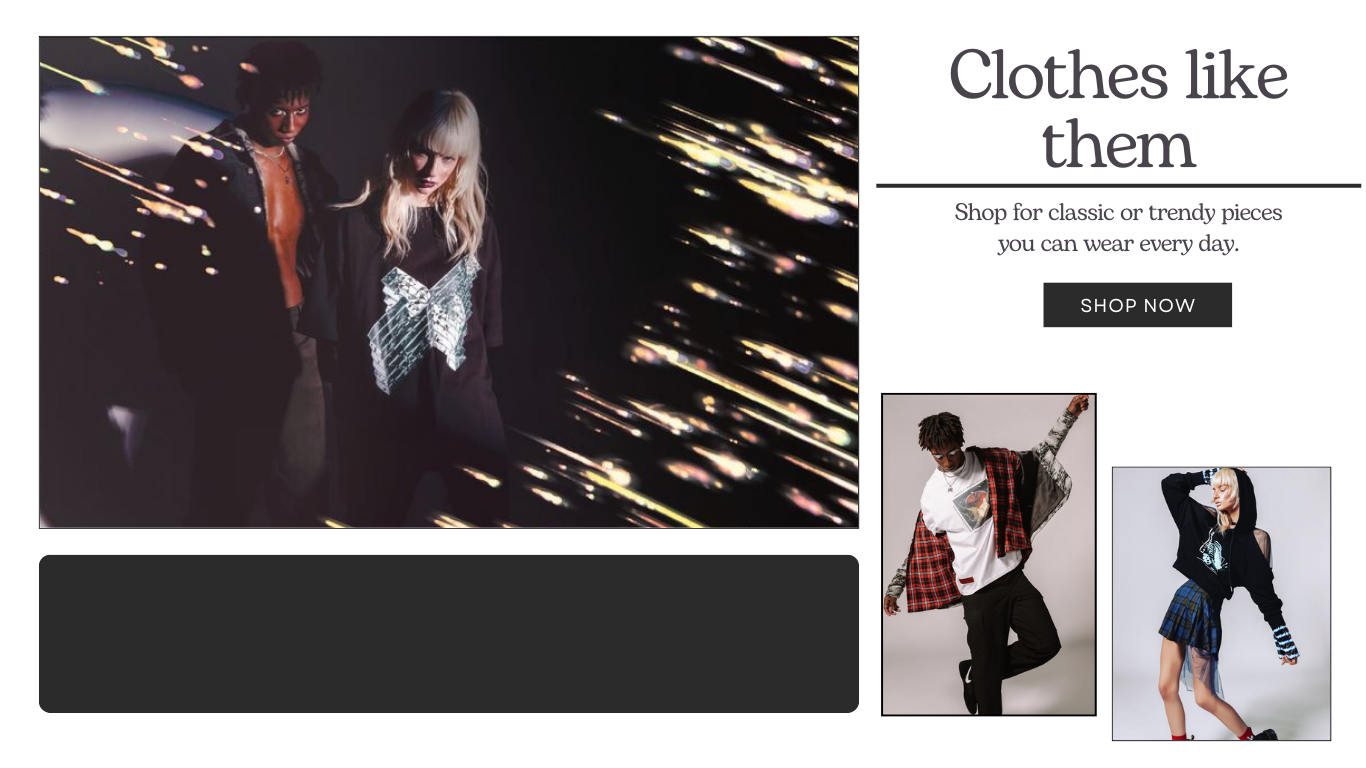 Clothes like
them
Shop for classic or trendy pieces
you can wear every day.
SHOP NOW